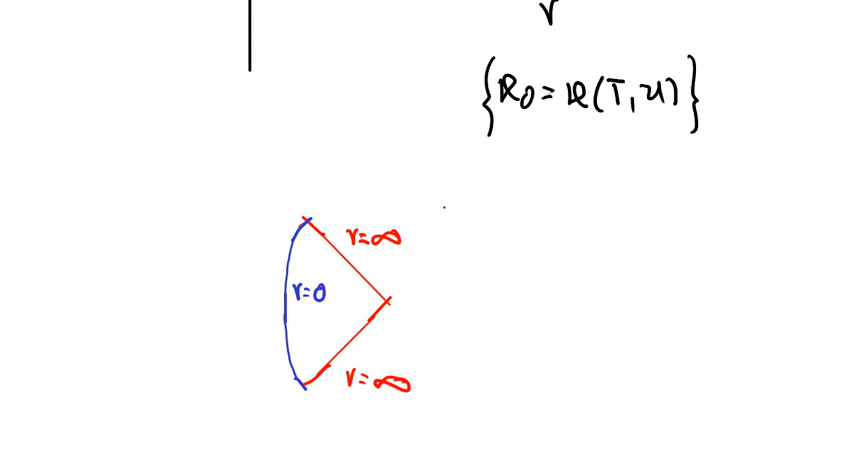 r
{R₀ = R(T, U)}
r=∞
r=0
r=∞